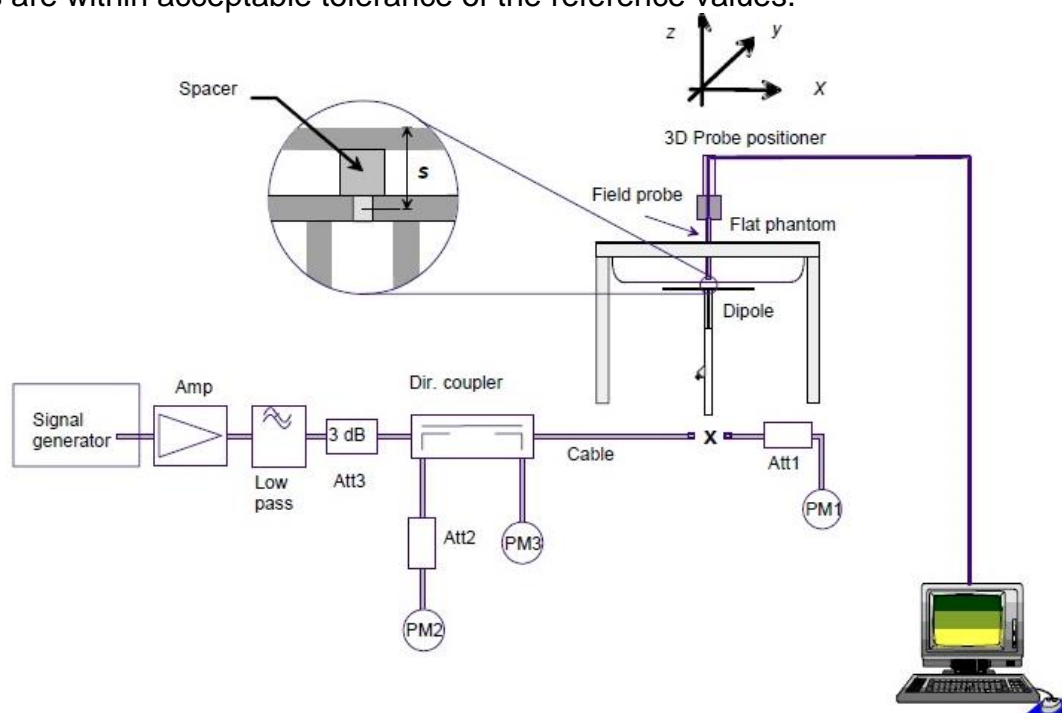 are within acceptable tolerance of the reference values.
z
y
X
Spacer
s
3D Probe positioner
Field probe
Flat phantom
Dipole
Signal
generator
Amp
Low
pass
3 dB
Att3
Dir. coupler
Cable
x
Att1
PM1
Att2
PM3
PM2